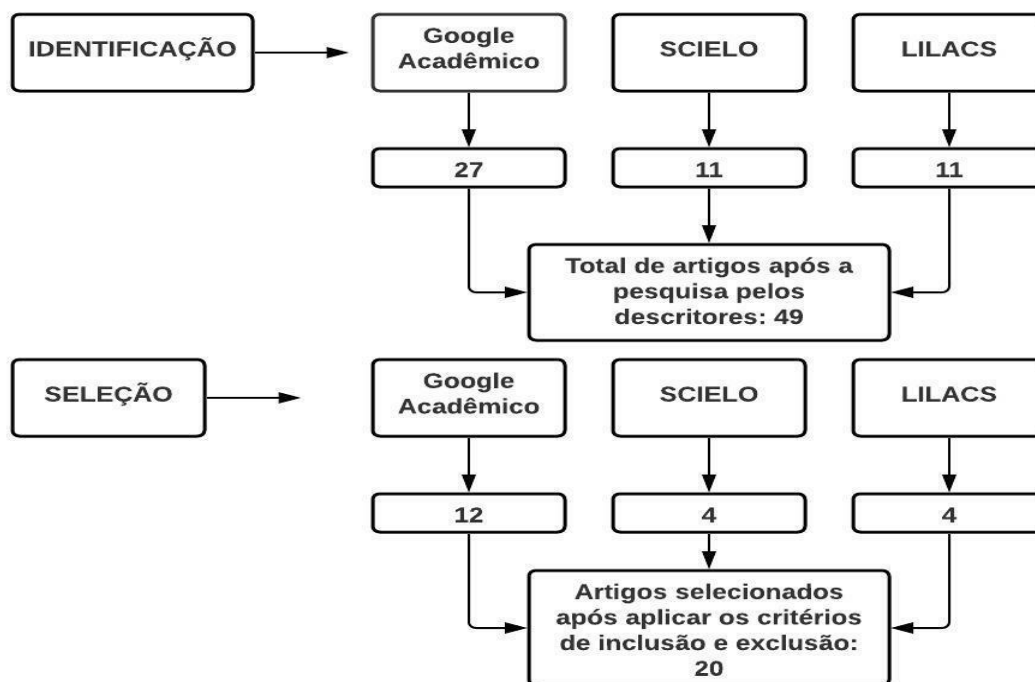 IDENTIFICAÇÃO
Google
Acadêmico
SCIELO
LILACS
27
11
11
Total de artigos após a
pesquisa pelos
descritores: 49
SELEÇÃO
Google
Acadêmico
SCIELO
LILACS
12
4
4
Artigos selecionados
após aplicar os critérios
de inclusão e exclusão:
20